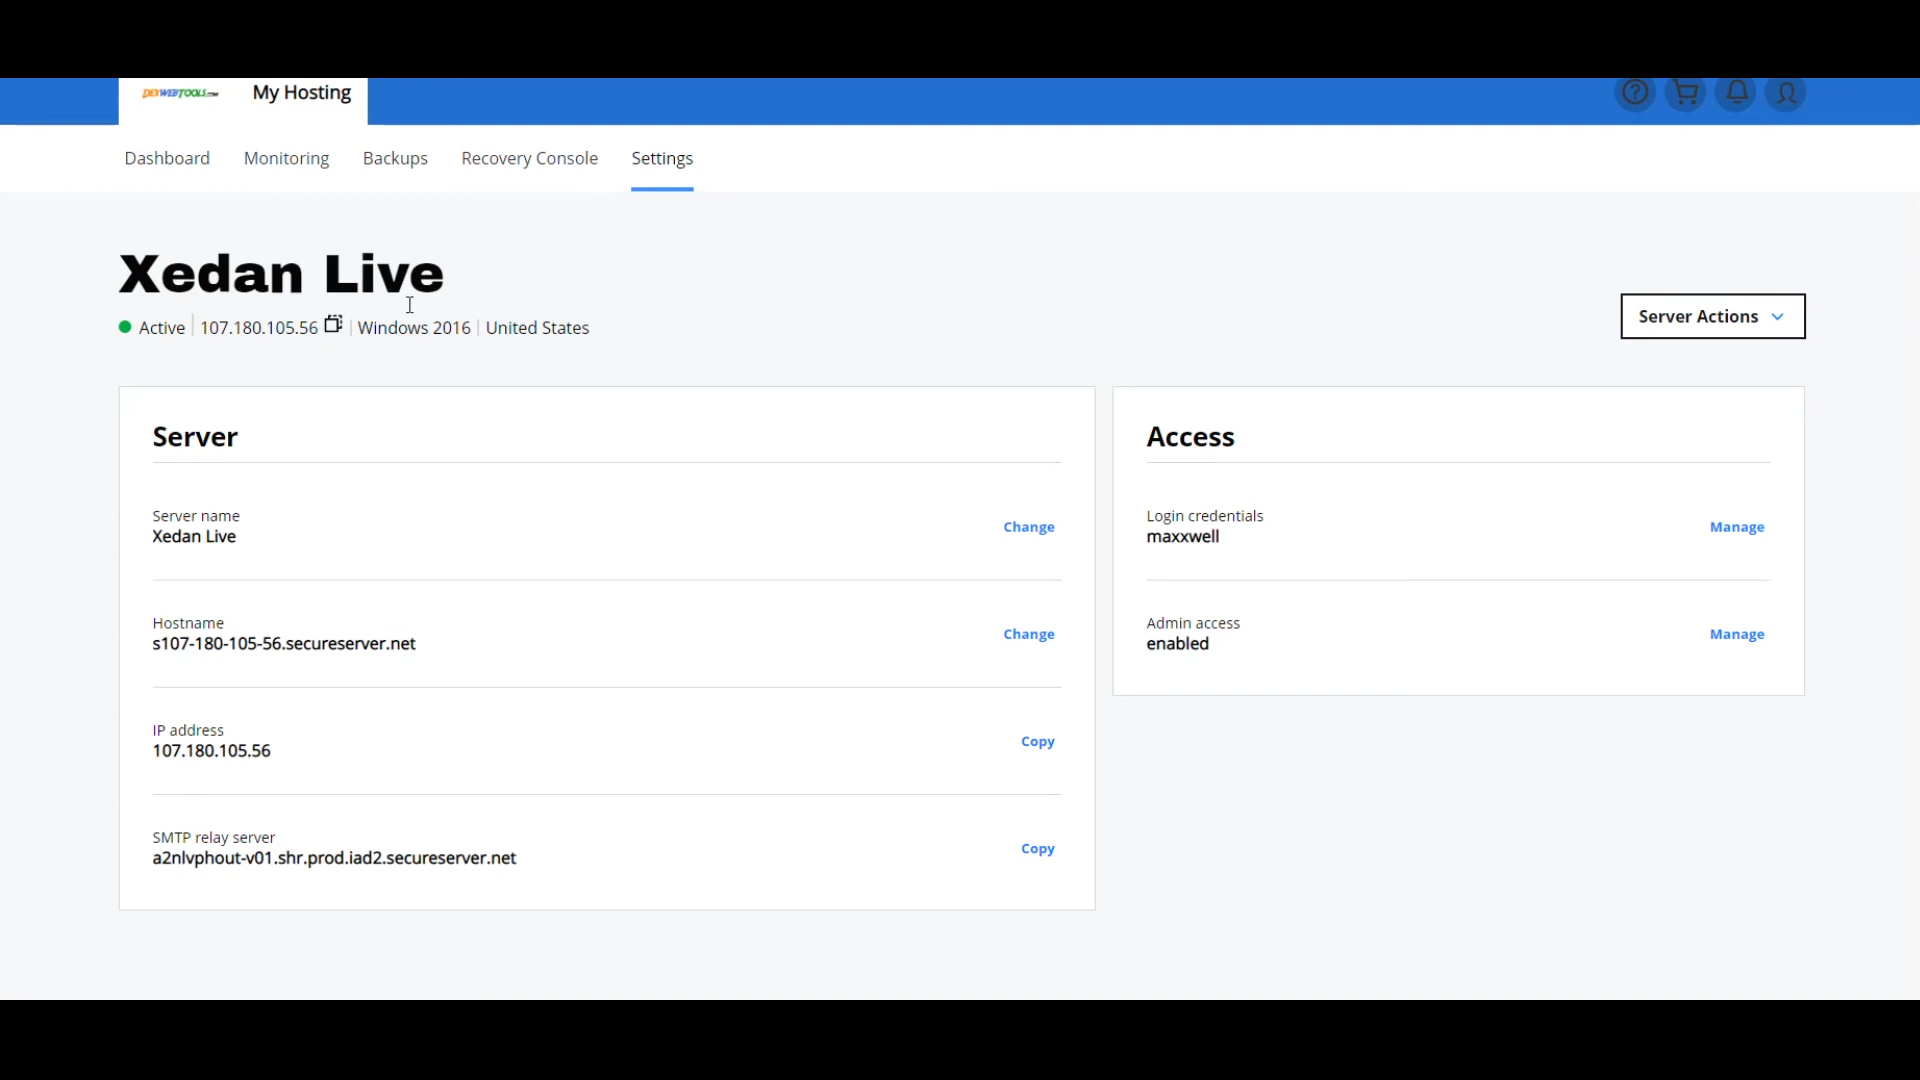 DEXWEBTOOLS.COM My Hosting
Dashboard Monitoring Backups Recovery Console Settings
Xedan Live
Active 107.180.105.56 Windows 2016 United States
Server Actions
Server
Server name
Xedan Live
Change
Hostname
s107-180-105-56.secureserver.net
Change
IP address
107.180.105.56
Copy
SMTP relay server
a2nlvphout-v01.shr.prod.iad2.secureserver.net
Copy
Access
Login credentials
maxxwell
Manage
Admin access
enabled
Manage